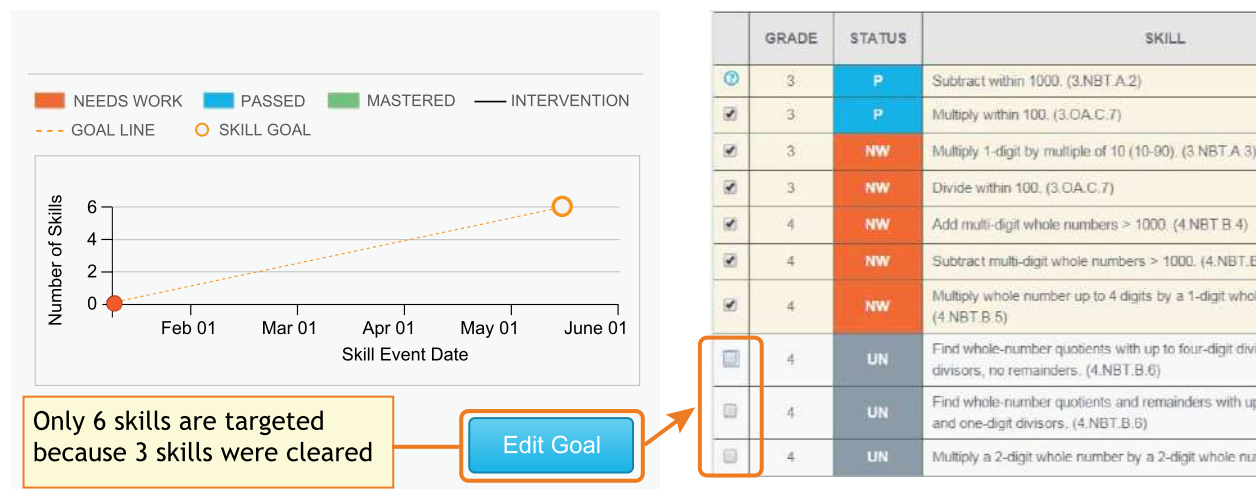 NEEDS WORK PASSED MASTERED INTERVENTION
GOAL LINE SKILL GOAL
Number of Skills
6
4
2
0
Feb 01 Mar 01 Apr 01 May 01 June 01
Skill Event Date
Only 6 skills are targeted
because 3 skills were cleared
Edit Goal
GRADE STATUS SKILL
? 3 P Subtract within 1000. (3.NBT.A.2)
3 P Multiply within 100. (3.OA.C.7)
3 NW Multiply 1-digit by multiple of 10 (10-90). (3.NBT.A.3)
3 NW Divide within 100. (3.OA.C.7)
4 NW Add multi-digit whole numbers > 1000. (4.NBT.B.4)
4 NW Subtract multi-digit whole numbers > 1000. (4.NBT.B
4 NW Multiply whole number up to 4 digits by a 1-digit
(4.NBT.B.5)
4 UN Find whole-number quotients with up to four-digit
divisors, no remainders. (4.NBT.B.6)
4 UN Find whole-number quotients and remainders with
and one-digit divisors. (4.NBT.B.6)
4 UN Multiply a 2-digit whole number by a 2-digit whole